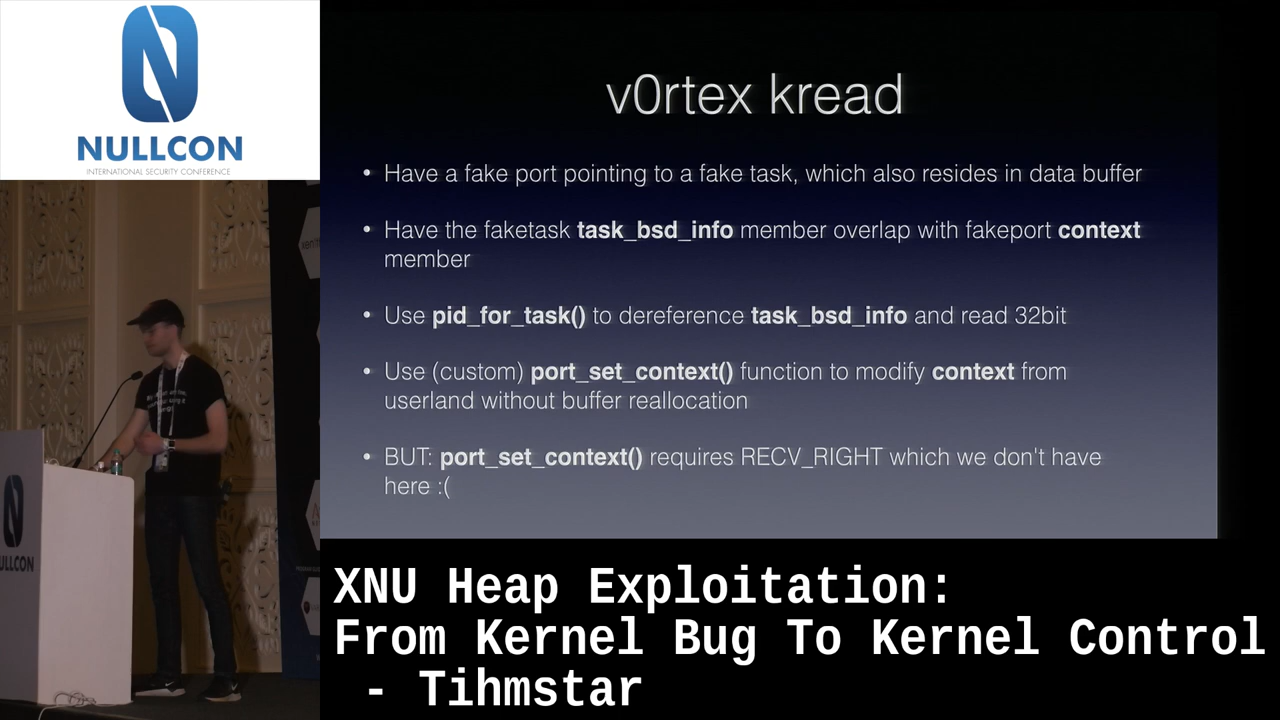 NULLCON
INTERNATIONAL SECURITY CONFERENCE
v0rtex kread
• Have a fake port pointing to a fake task, which also resides in data buffer
• Have the faketask task_bsd_info member overlap with fakeport context
member
• Use pid_for_task() to dereference task_bsd_info and read 32bit
• Use (custom) port_set_context() function to modify context from
userland without buffer reallocation
• BUT: port_set_context() requires RECV_RIGHT which we don't have
here :(
ULLCON
XNU Heap Exploitation:
From Kernel Bug To Kernel Control
- Tihmstar